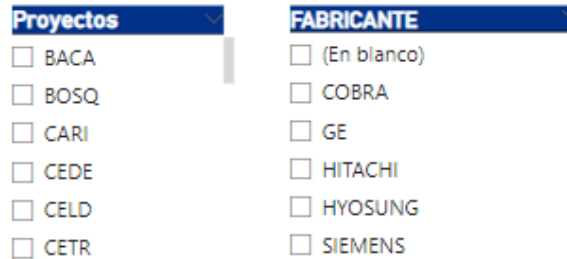 Proyectos
BACA
BOSQ
CARI
CEDE
CELD
CETR
FABRICANTE
(En blanco)
COBRA
GE
HITACHI
HYOSUNG
SIEMENS